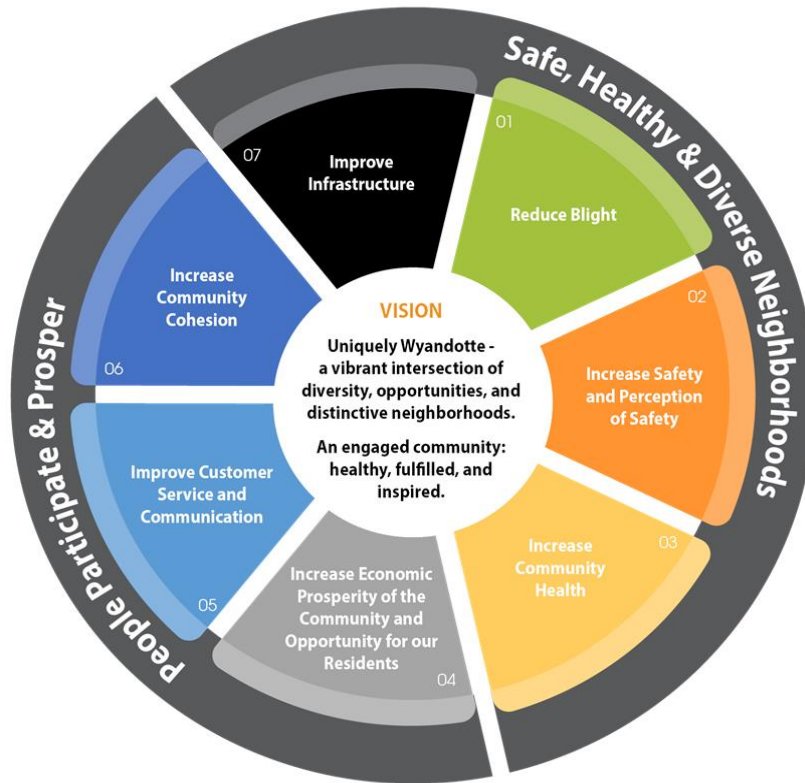 Safe, Healthy & Diverse Neighborhoods
People Participate & Prosper
01
Reduce Blight
02
Increase Safety
and Perception
of Safety
03
Increase
Community
Health
04
Increase Economic
Prosperity of the
Community and
Opportunity for our
Residents
05
Improve Customer
Service and
Communication
06
Increase
Community
Cohesion
07
Improve
Infrastructure
VISION
Uniquely Wyandotte -
a vibrant intersection of
diversity, opportunities, and
distinctive neighborhoods.
An engaged community:
healthy, fulfilled, and
inspired.